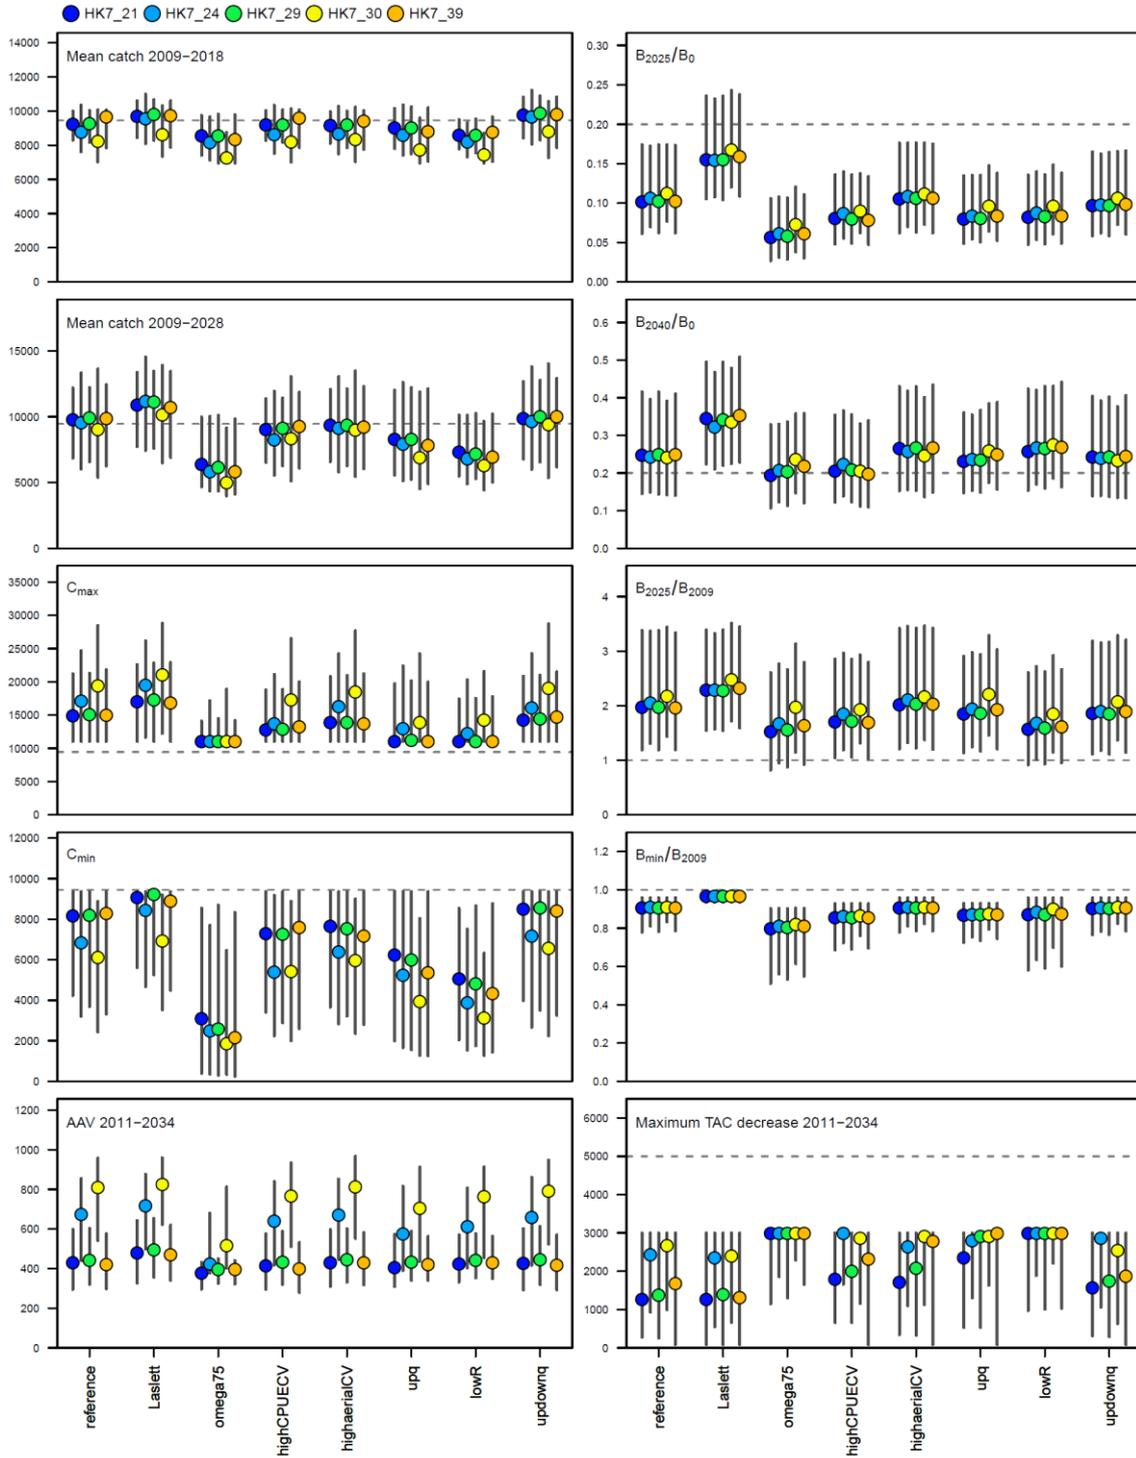 HK7_21 HK7_24 HK7_29 HK7_30 HK7_39
Mean catch 2009−2018
14000
12000
10000
8000
6000
4000
2000
0
B2025/B0
0.30
0.25
0.20
0.15
0.10
0.05
0.00
Mean catch 2009−2028
15000
10000
5000
0
B2040/B0
0.6
0.5
0.4
0.3
0.2
0.1
0.0
Cmax
35000
30000
25000
20000
15000
10000
5000
0
B2025/B2009
4
3
2
1
0
Cmin
12000
10000
8000
6000
4000
2000
0
Bmin/B2009
1.2
1.0
0.8
0.6
0.4
0.2
0.0
AAV 2011−2034
1200
1000
800
600
400
200
0
Maximum TAC decrease 2011−2034
6000
5000
4000
3000
2000
1000
0
reference
Laslett
omega75
highCPUECV
highaerialCV
upq
lowR
updownq
reference
Laslett
omega75
highCPUECV
highaerialCV
upq
lowR
updownq